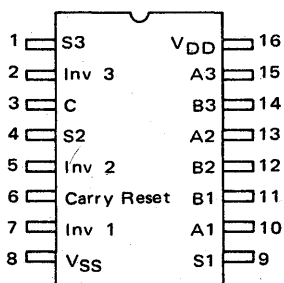 1 S3 VDD 16
2 Inv 3 A3 15
3 C B3 14
4 S2 A2 13
5 Inv 2 B2 12
6 Carry Reset B1 11
7 Inv 1 A1 10
8 VSS S1 9